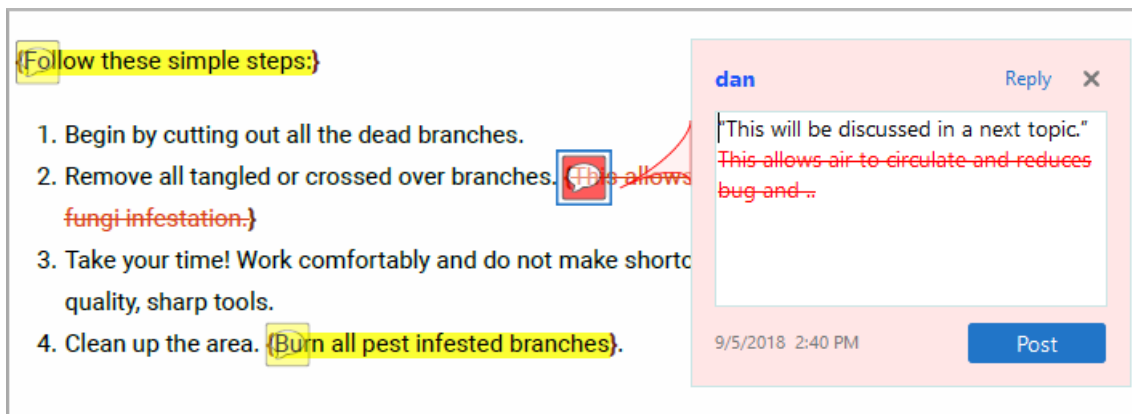 {Follow these simple steps:}
1. Begin by cutting out all the dead branches.
2. Remove all tangled or crossed over branches. {This allows
fungi infestation.}
3. Take your time! Work comfortably and do not make shortc
quality, sharp tools.
4. Clean up the area. {Burn all pest infested branches}.
dan
Reply
"This will be discussed in a next topic."
This allows air to circulate and reduces
bug and ..
9/5/2018 2:40 PM
Post